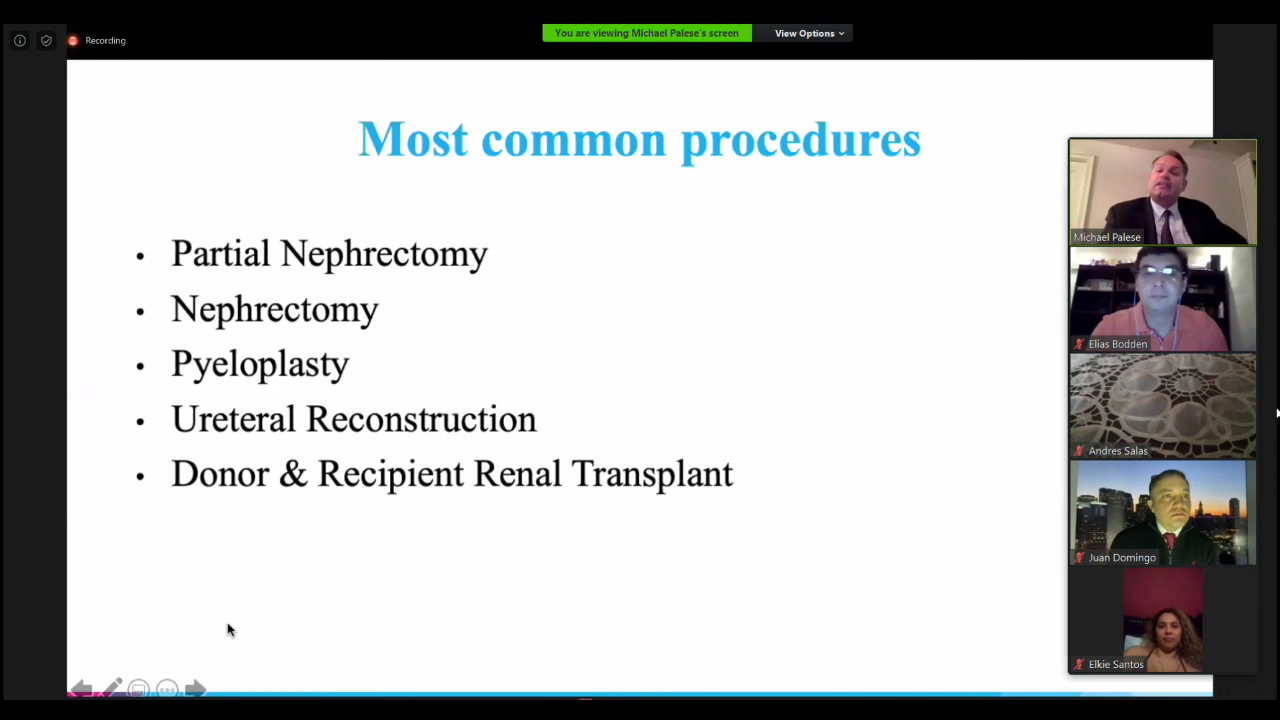 Recording
You are viewing Michael Palese's screen
View Options
Most common procedures
• Partial Nephrectomy
• Nephrectomy
• Pyeloplasty
• Ureteral Reconstruction
• Donor & Recipient Renal Transplant
Michael Palese
Elias Bodden
Andres Salas
Juan Domingo
Elkie Santos